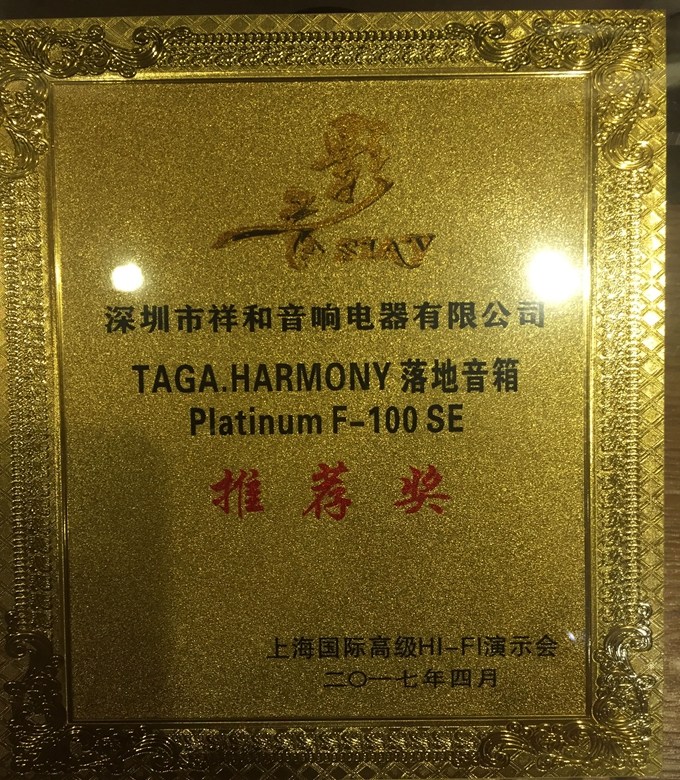 影音
SIAV
深圳市祥和音响电器有限公司
TAGA.HARMONY 落地音箱
Platinum F-100 SE
推荐奖
上海国际高级HI-FI演示会
二〇一七年四月